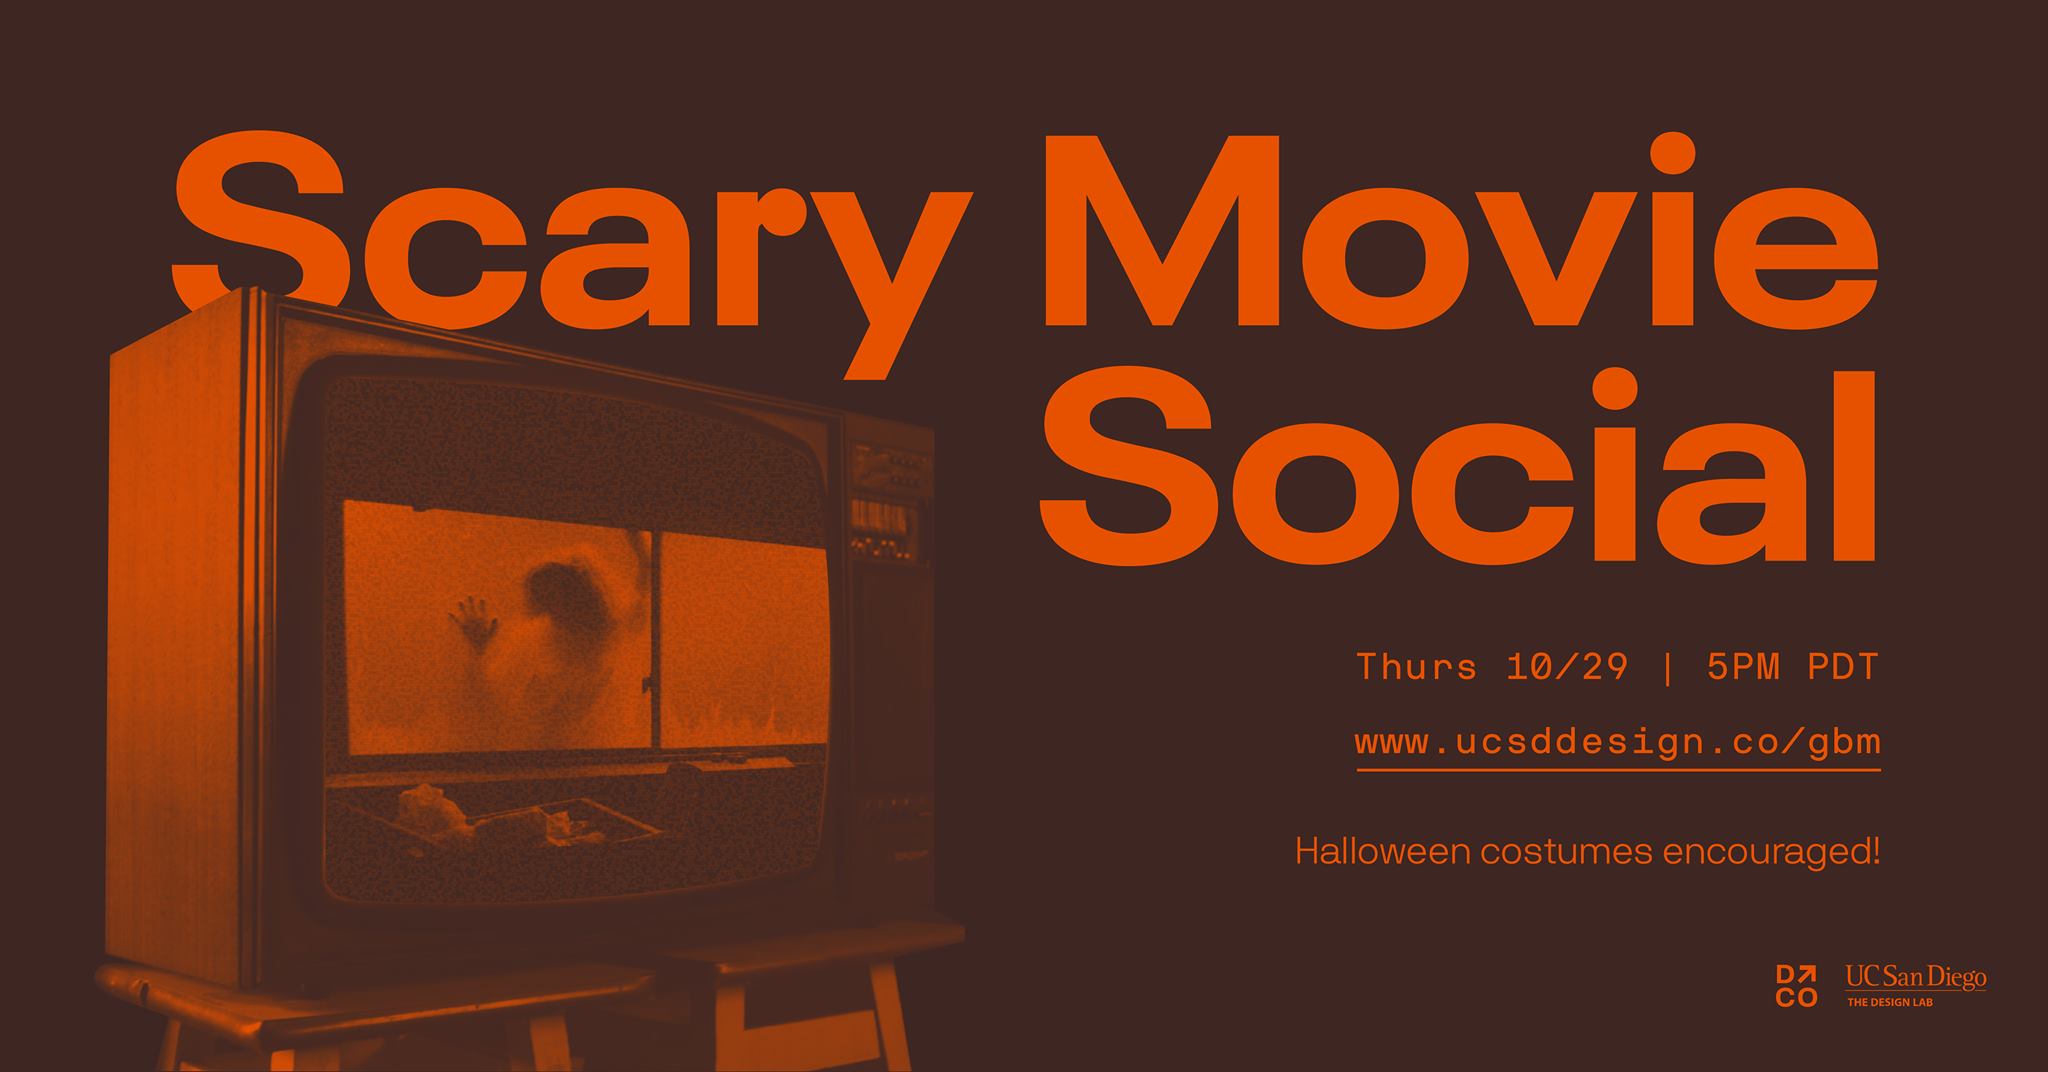 Scary Movie
Social
Thurs 10/29 | 5PM PDT
www.ucsddesign.co/gbm
Halloween costumes encouraged!
D↗
CO
UC San Diego
THE DESIGN LAB